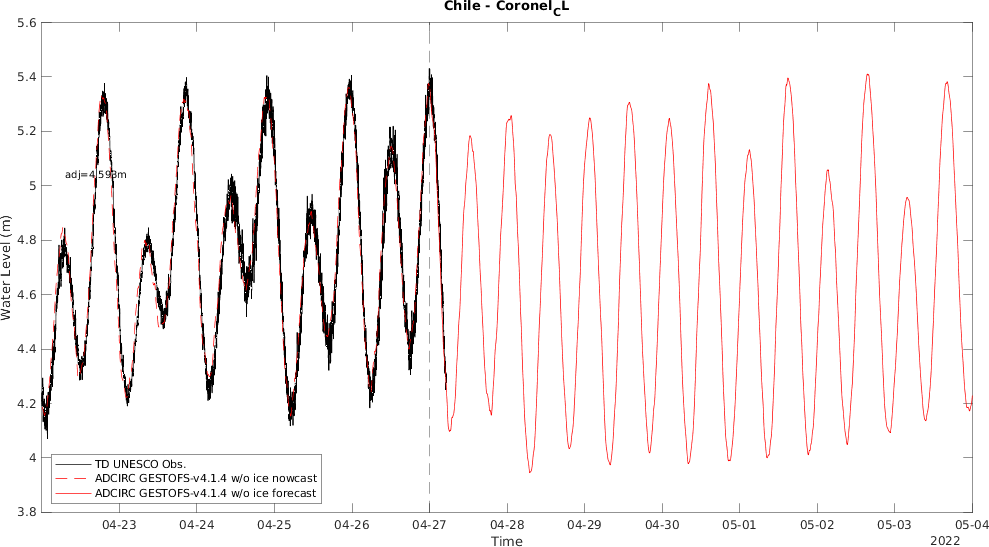 Chile - Coronel_CL
5.6
5.4
5.2
5
4.8
4.6
4.4
4.2
4
3.8
Water Level (m)
adj=4.593m
TD UNESCO Obs.
ADCIRC GESTOFS-v4.1.4 w/o ice nowcast
ADCIRC GESTOFS-v4.1.4 w/o ice forecast
04-23 04-24 04-25 04-26 04-27 04-28 04-29 04-30 05-01 05-02 05-03 05-04
Time
2022